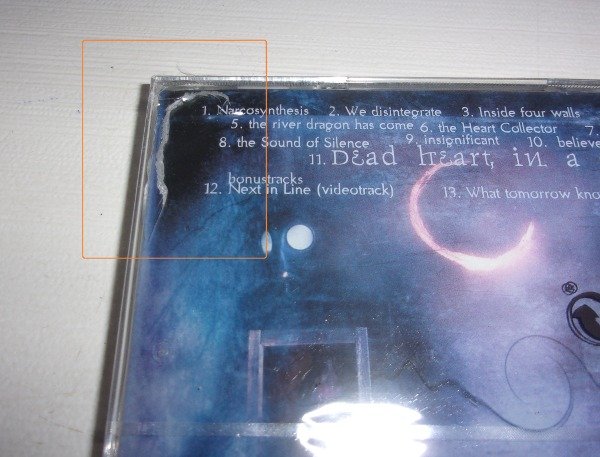 1. Narcosynthesis 2. We disintegrate 3. Inside four walls
5. the river dragon has come 6. the Heart Collector 7.
8. the Sound of Silence 9. insignificant 10. believe
11. Dead heart, in a
bonustracks
12. Next in Line (videotrack) 13. What tomorrow kno